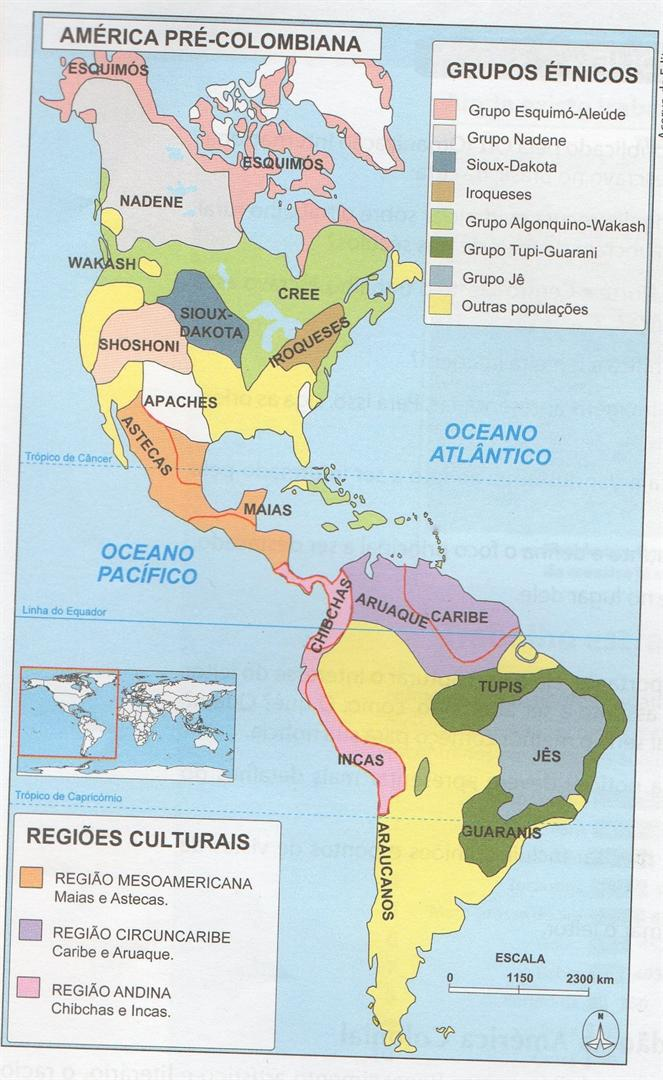 AMÉRICA PRÉ-COLOMBIANA
ESQUIMÓS
ESQUIMÓS
NADENE
WAKASH
CREE
SIOUX-
DAKOTA
IROQUESES
SHOSHONI
APACHES
ASTECAS
MAIAS
GRUPOS ÉTNICOS
Grupo Esquimó-Aleúde
Grupo Nadene
Sioux-Dakota
Iroqueses
Grupo Algonquino-Wakash
Grupo Tupi-Guarani
Grupo Jê
Outras populações
OCEANO
ATLÂNTICO
Trópico de Câncer
OCEANO
PACÍFICO
Linha do Equador
CHIBCHAS
ARUAQUE
CARIBE
TUPIS
JÊS
INCAS
GUARANIS
ARAUCANOS
Trópico de Capricórnio
REGIÕES CULTURAIS
REGIÃO MESOAMERICANA
Maias e Astecas.
REGIÃO CIRCUNCARIBE
Caribe e Aruaque.
REGIÃO ANDINA
Chibchas e Incas.
ESCALA
0 1150 2300 km
N